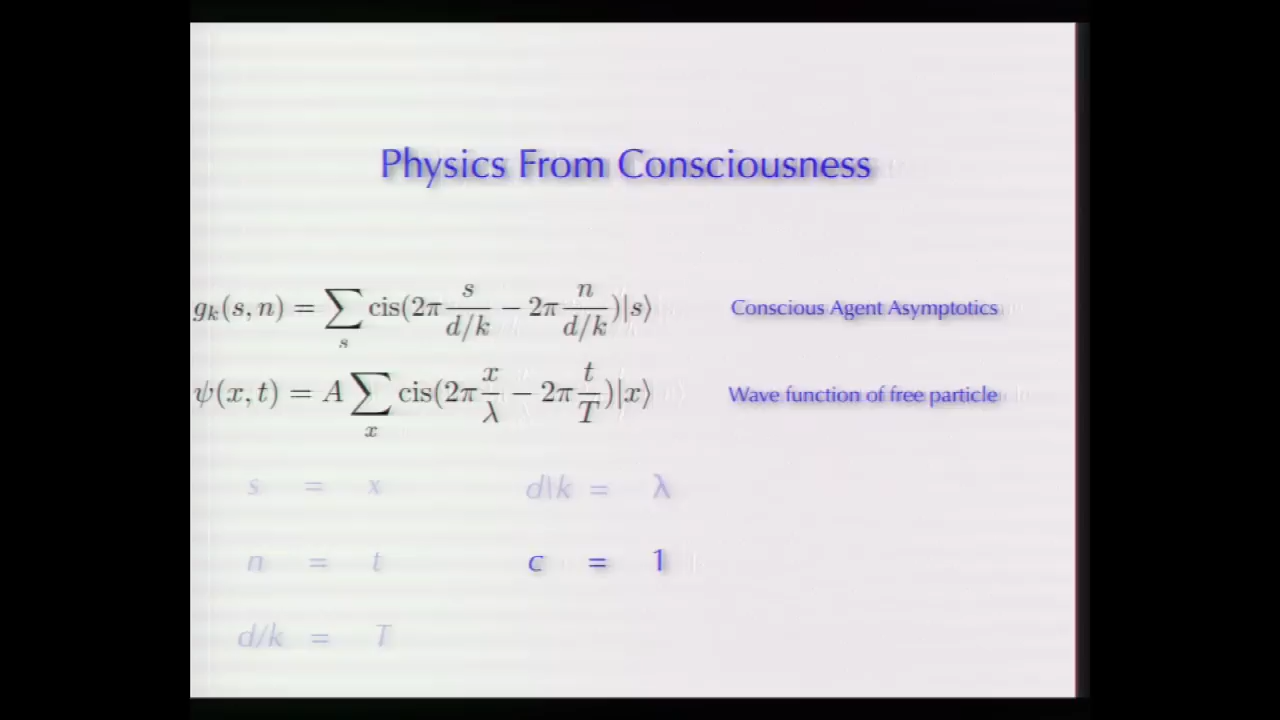 Physics From Consciousness
g_k(s, n) = ∑_s cis(2π s/(d/k) − 2π n/(d/k))|s⟩ Conscious Agent Asymptotics
ψ(x, t) = A ∑_x cis(2π x/λ − 2π t/T)|x⟩ Wave function of free particle
s = x d\k = λ
n = t c = 1
d/k = T